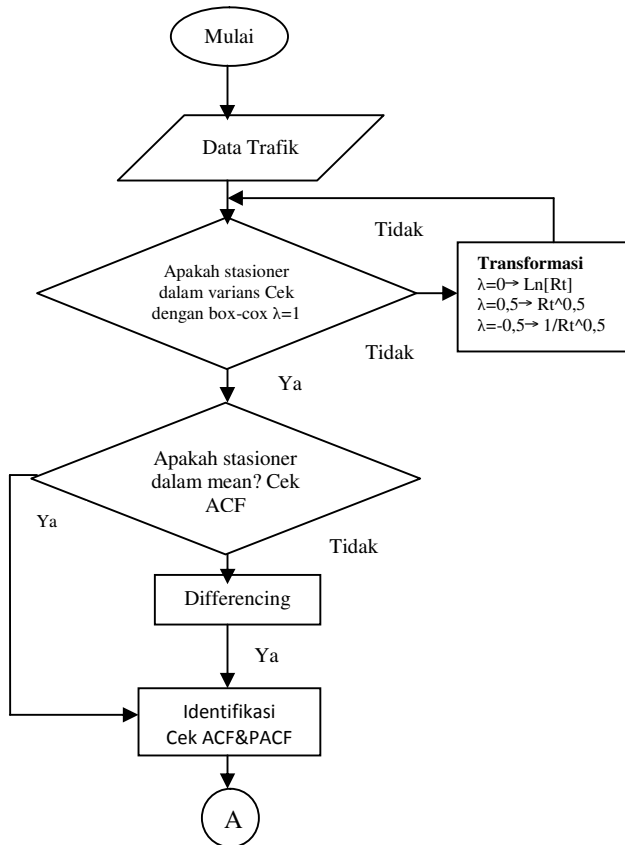 Mulai
Data Trafik
Tidak
Apakah stasioner
dalam varians Cek
dengan box-cox λ=1
Transformasi
λ=0→ Ln[Rt]
λ=0,5→ Rt^0,5
λ=-0,5→ 1/Rt^0,5
Tidak
Ya
Apakah stasioner
dalam mean? Cek
ACF
Ya
Tidak
Differencing
Ya
Identifikasi
Cek ACF&PACF
A